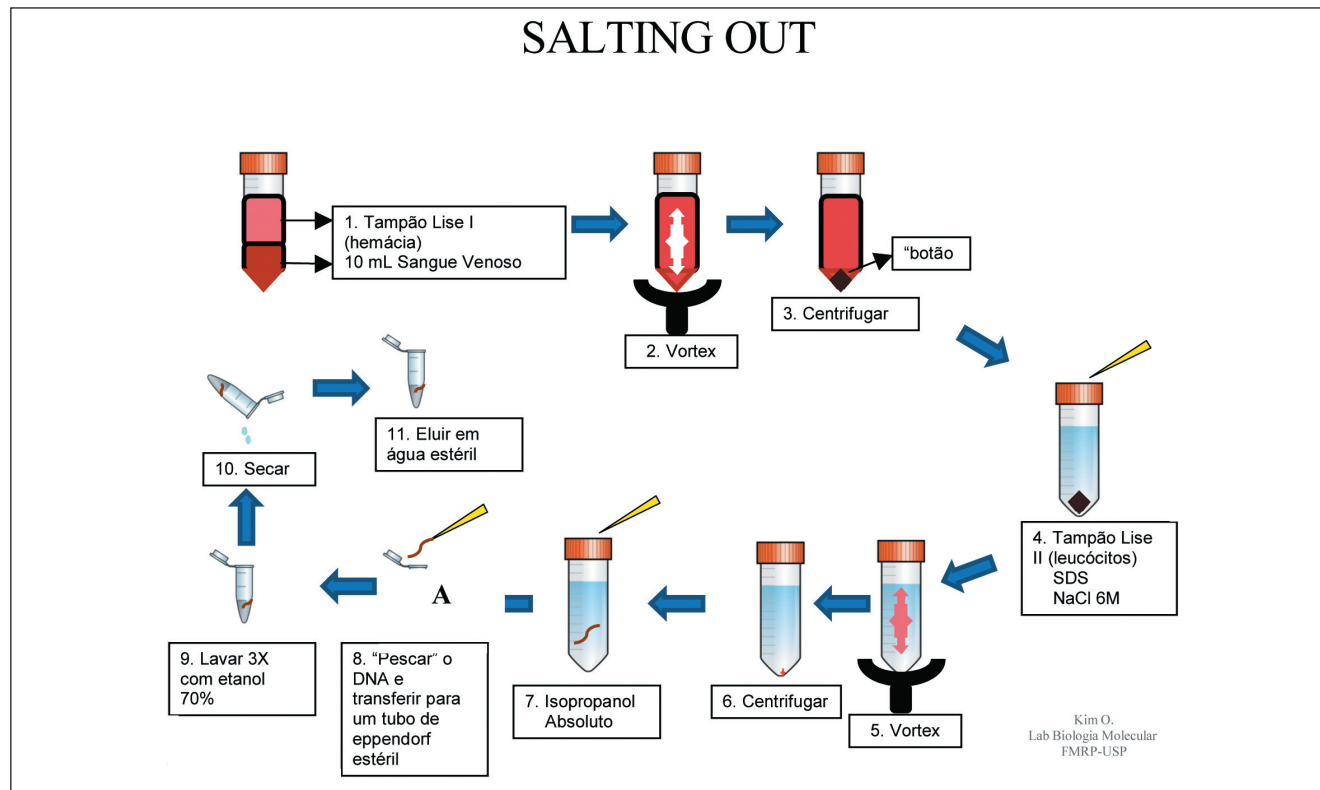 SALTING OUT
1. Tampão Lise I
(hemácia)
10 mL Sangue Venoso
2. Vortex
3. Centrifugar
“botão
4. Tampão Lise
II (leucócitos)
SDS
NaCl 6M
5. Vortex
6. Centrifugar
7. Isopropanol
Absoluto
8. “Pescar” o
DNA e
transferir para
um tubo de
eppendorf
estéril
A
9. Lavar 3X
com etanol
70%
10. Secar
11. Eluir em
água estéril
Kim O.
Lab Biologia Molecular
FMRP-USP